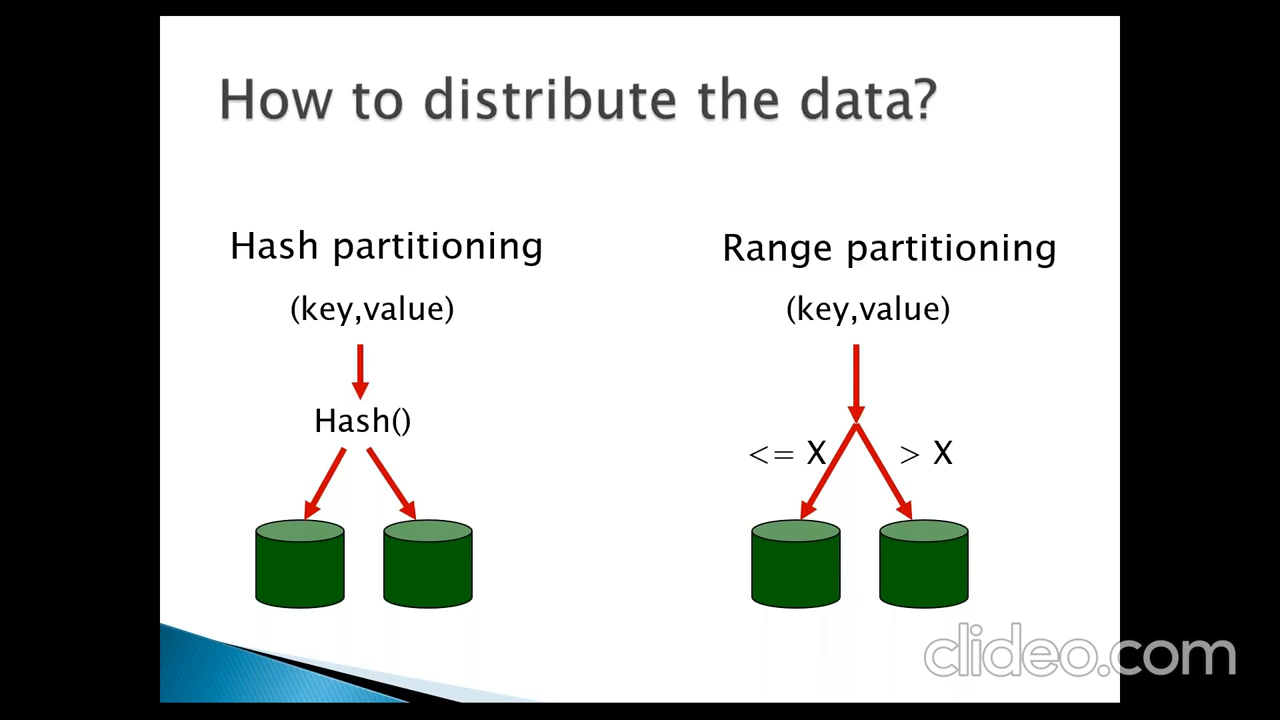 How to distribute the data?
Hash partitioning
(key,value)
Hash()
Range partitioning
(key,value)
<= X
> X
clideo.com